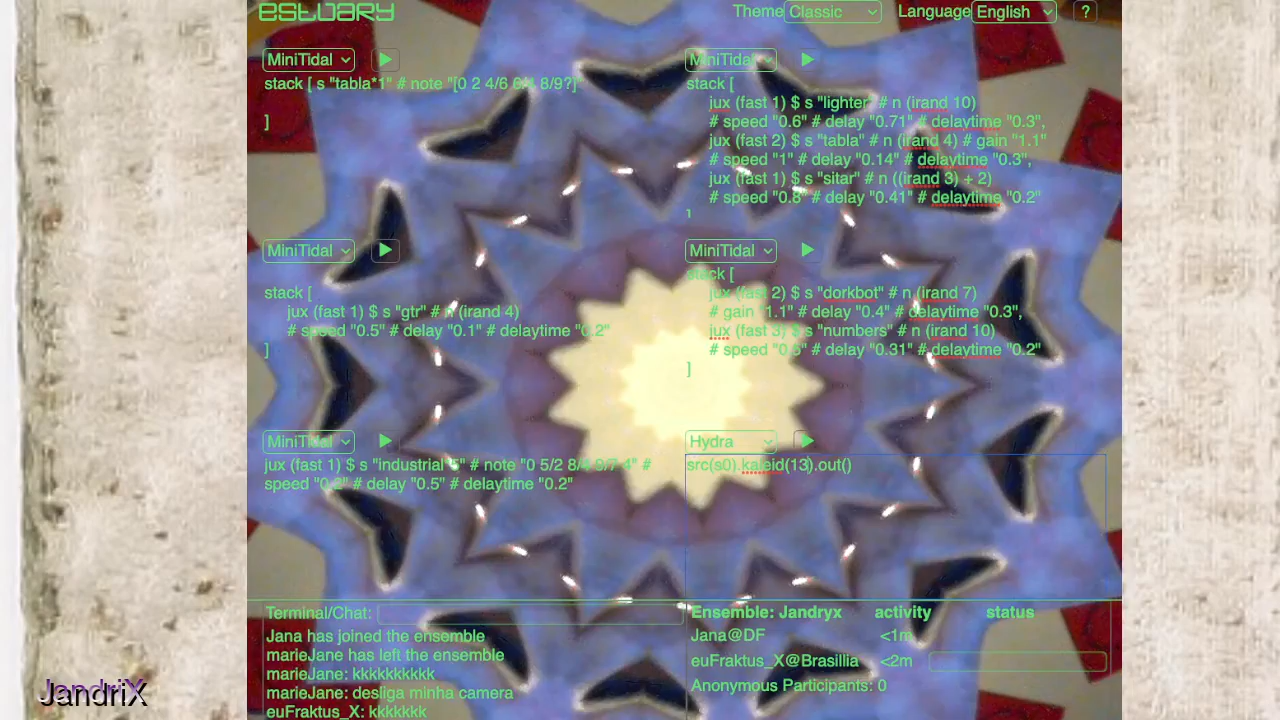 estuary
Theme Classic Language English ?
MiniTidal
stack [ s "tabla*1" # note "[0 2 4/6 6/4 8/9?]"
]
MiniTidal
stack [
jux (fast 1) $ s "lighter" # n (irand 10)
# speed "0.6" # delay "0.71" # delaytime "0.3",
jux (fast 2) $ s "tabla" # n (irand 4) # gain "1.1"
# speed "1" # delay "0.14" # delaytime "0.3",
jux (fast 1) $ s "sitar" # n ((irand 3) + 2)
# speed "0.8" # delay "0.41" # delaytime "0.2"
]
MiniTidal
stack [
jux (fast 1) $ s "gtr" # n (irand 4)
# speed "0.5" # delay "0.1" # delaytime "0.2"
]
MiniTidal
stack [
jux (fast 2) $ s "dorkbot" # n (irand 7)
# gain "1.1" # delay "0.4" # delaytime "0.3",
jux (fast 3) $ s "numbers" # n (irand 10)
# speed # delay "0.31" # delaytime "0.2"
]
MiniTidal
jux (fast 1) $ s "industrial*5" # note "0 5/2 4" #
speed # delay "0.5" # delaytime "0.2"
Hydra
src(s0).kaleid(13).out()
Terminal/Chat:
Jana has joined the ensemble
marieJane has left the ensemble
marieJane: kkkkkkkkkk
marieJane: desliga minha camera
euFraktus_X: kkkkkkk
Ensemble: Jandryx activity status
Jana@DF <1m
euFraktus_X@Brasillia <2m
Anonymous Participants: 0
JandriX